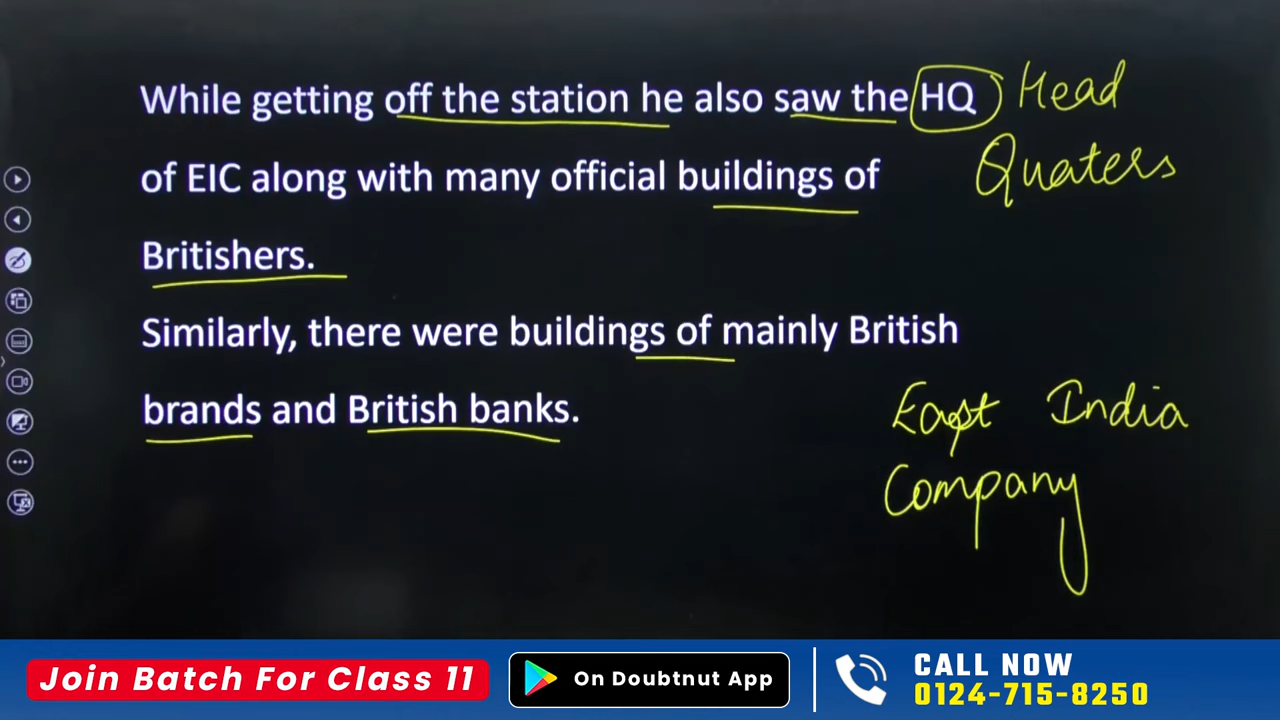 While getting off the station he also saw the HQ Head
Quaters
of EIC along with many official buildings of
Britishers.
Similarly, there were buildings of mainly British
brands and British banks.
East India
Company
Join Batch For Class 11
On Doubtnut App
CALL NOW
0124-715-8250